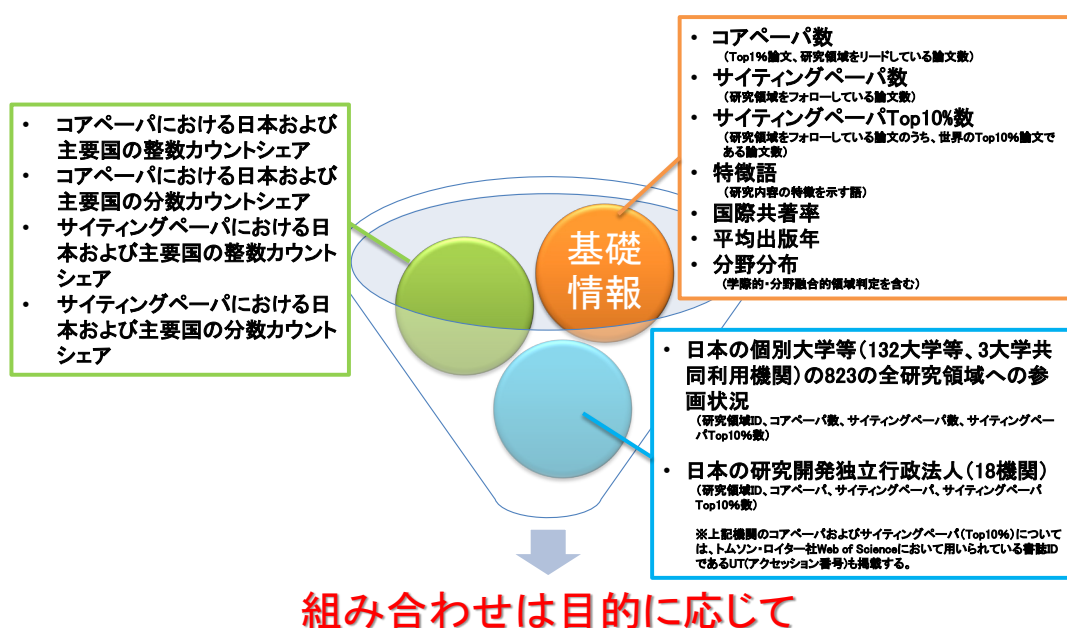 ・ コアペーパにおける日本および
主要国の整数カウントシェア
・ コアペーパにおける日本および
主要国の分数カウントシェア
・ サイティングペーパにおける日
本および主要国の整数カウント
シェア
・ サイティングペーパにおける日
本および主要国の分数カウント
シェア
基礎
情報
・ コアペーパ数
(Top1%論文、研究領域をリードしている論文数)
・ サイティングペーパ数
(研究領域をフォローしている論文数)
・ サイティングペーパTop10%数
(研究領域をフォローしている論文のうち、世界のTop10%論文で
ある論文数)
・ 特徴語
(研究内容の特徴を示す語)
・ 国際共著率
・ 平均出版年
・ 分野分布
(学際的・分野融合的領域判定を含む)
・ 日本の個別大学等(132大学等、3大学共
同利用機関)の823の全研究領域への参
画状況
(研究領域ID、コアペーパ数、サイティングペーパ数、サイティングペー
パTop10%数)
・ 日本の研究開発独立行政法人(18機関)
(研究領域ID、コアペーパ、サイティングペーパ、サイティングペーパ
Top10%数)
※上記機関のコアペーパおよびサイティングペーパ(Top10%)について
は、トムソン・ロイター社Web of Scienceにおいて用いられている書誌ID
であるUT(アクセッション番号)も掲載する。
組み合わせは目的に応じて